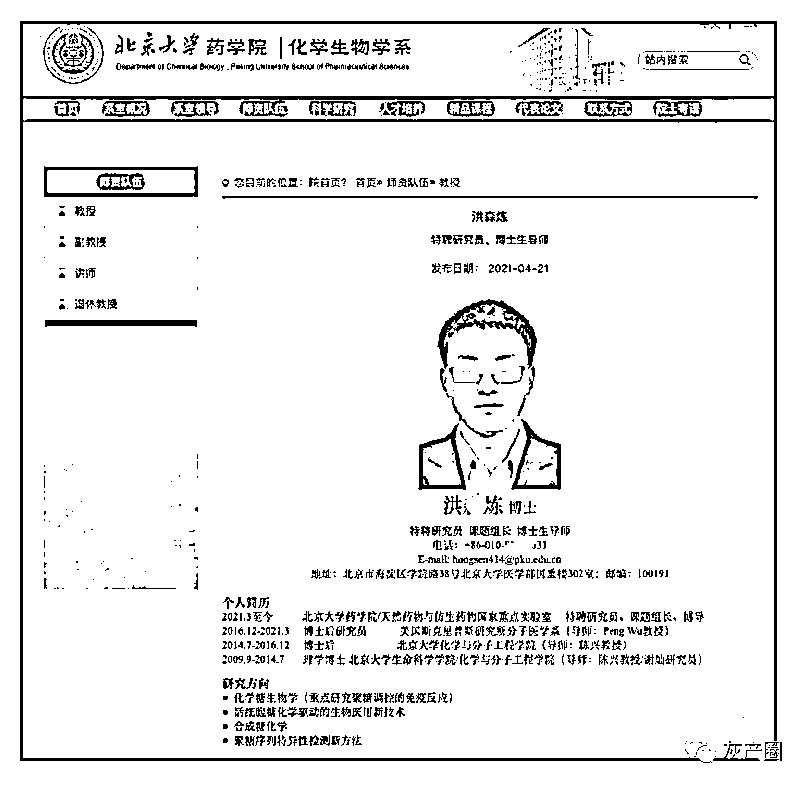 北京大学药学院 | 化学生物学系
Department of Chemical Biology, Peking University School of Pharmaceutical Sciences
站内搜索
首页 系室概况 系室领导 师资队伍 科学研究 人才培养 精品课程 代表论文 联系方式
师资队伍
教授
副教授
讲师
退休教授
您目前的位置: 院首页? 首页» 师资队伍» 教授
洪森炼
特聘研究员、博士生导师
发布日期: 2021-04-21
洪 炼 博士
特聘研究员 课题组长 博士生导师
电话: +86-010-
E-mail: hongsen414@pku.edu.cn
地址: 北京市海淀区学院路38号北京大学医学部因重楼302室; 邮编: 100191
个人简历
2021.3至今 北京大学药学院/天然药物与仿生药物国家重点实验室 特聘研究员、课题组长、博导
2016.12-2021.3 博士后研究员 美国斯克里普斯研究所分子医学系 (导师: Peng Wu教授)
2014.7-2016.12 博士后 北京大学化学与分子工程学院 (导师: 陈兴教授)
2009.9-2014.7 理学博士 北京大学生命科学学院/化学与分子工程学院 (导师: 陈兴教授/谢灿研究员)
研究方向
• 化学糖生物学 (重点研究聚糖调控的免疫反应)
• 活细胞糖化学驱动的生物医用新技术
• 合成糖化学
• 聚糖序列特异性检测新方法
灰产圈